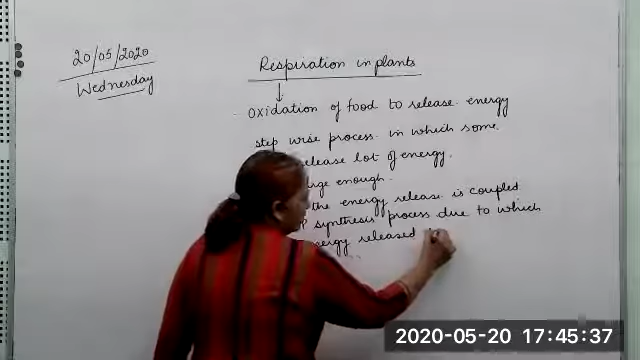 20/05/2020
Wednesday
Respiration in plants
Oxidation of food to release energy
step wise process in which some
release lot of energy.
large enough.
the energy release is coupled
synthesis process due to which
energy released
2020-05-20 17:45:37